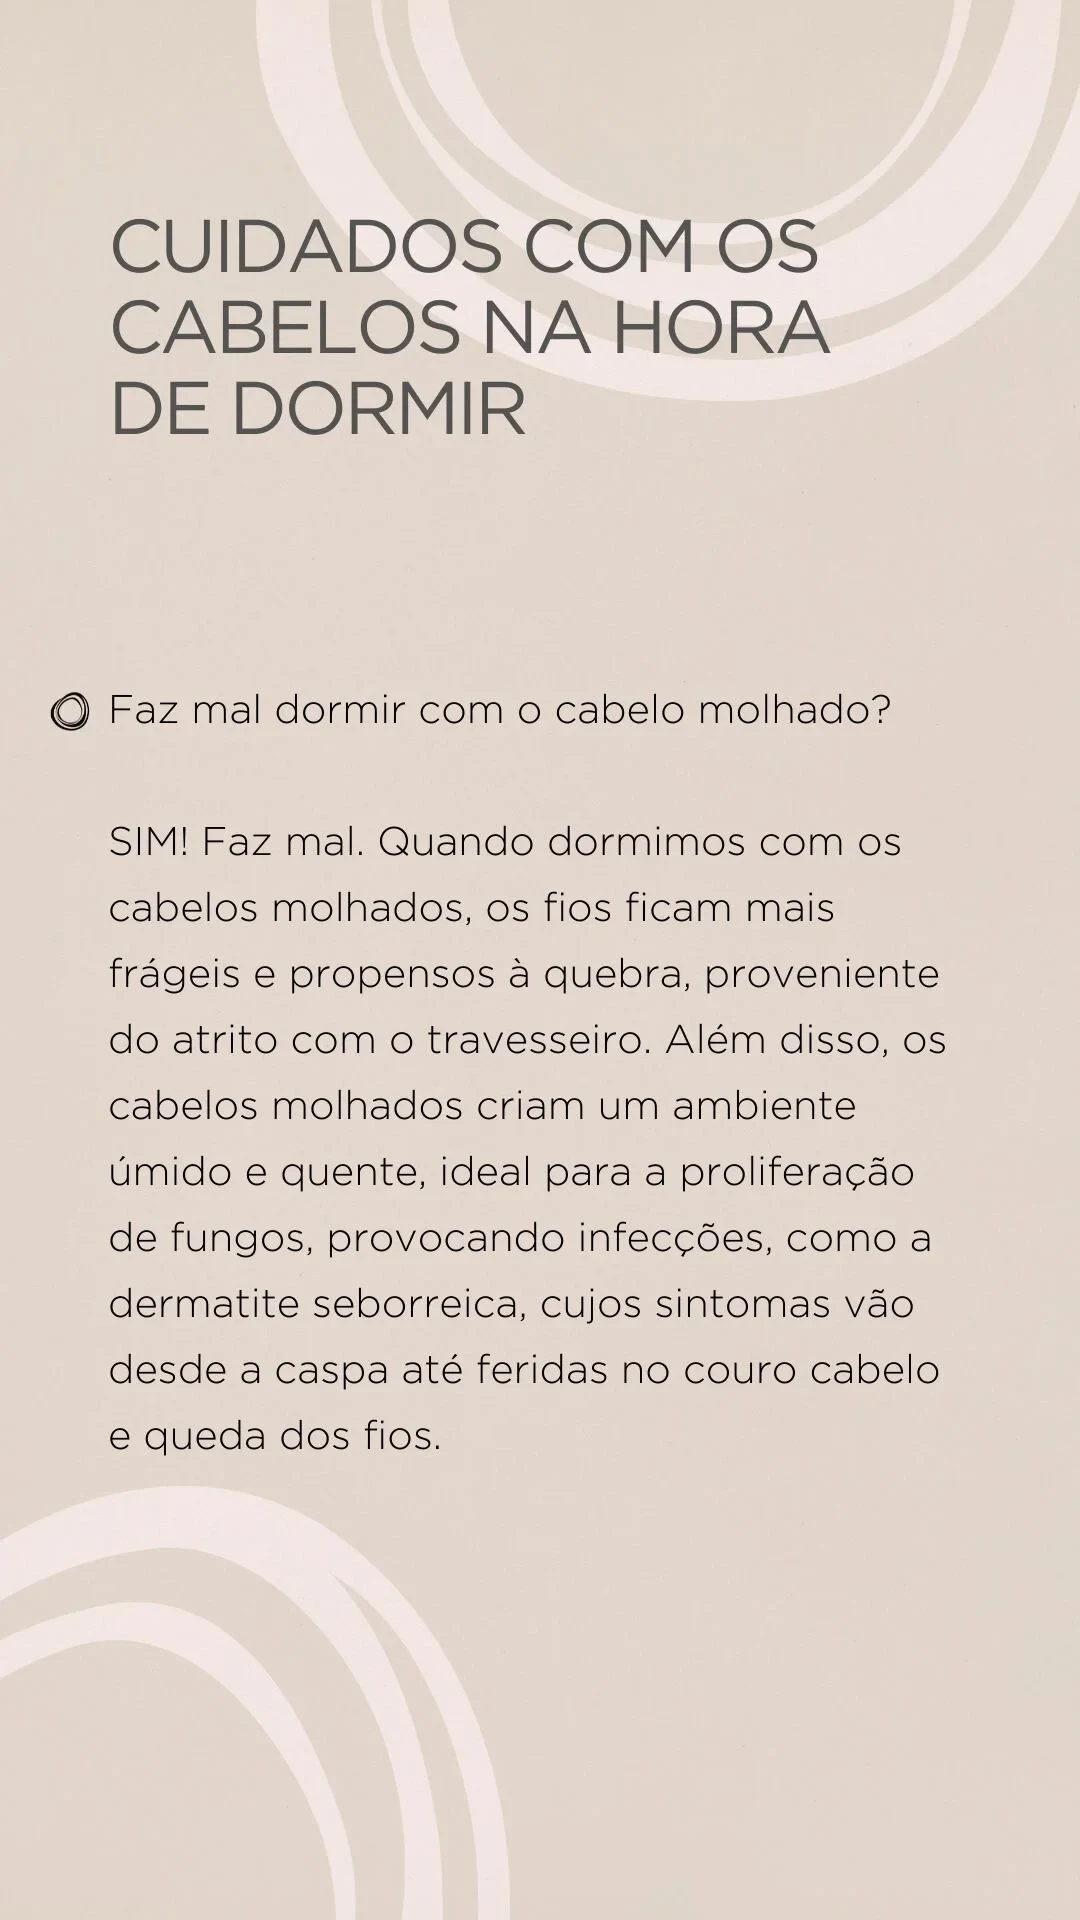 CUIDADOS COM OS
CABELOS NA HORA
DE DORMIR
Faz mal dormir com o cabelo molhado?
SIM! Faz mal. Quando dormimos com os
cabelos molhados, os fios ficam mais
frágeis e propensos à quebra, proveniente
do atrito com o travesseiro. Além disso, os
cabelos molhados criam um ambiente
úmido e quente, ideal para a proliferação
de fungos, provocando infecções, como a
dermatite seborreica, cujos sintomas vão
desde a caspa até feridas no couro cabelo
e queda dos fios.